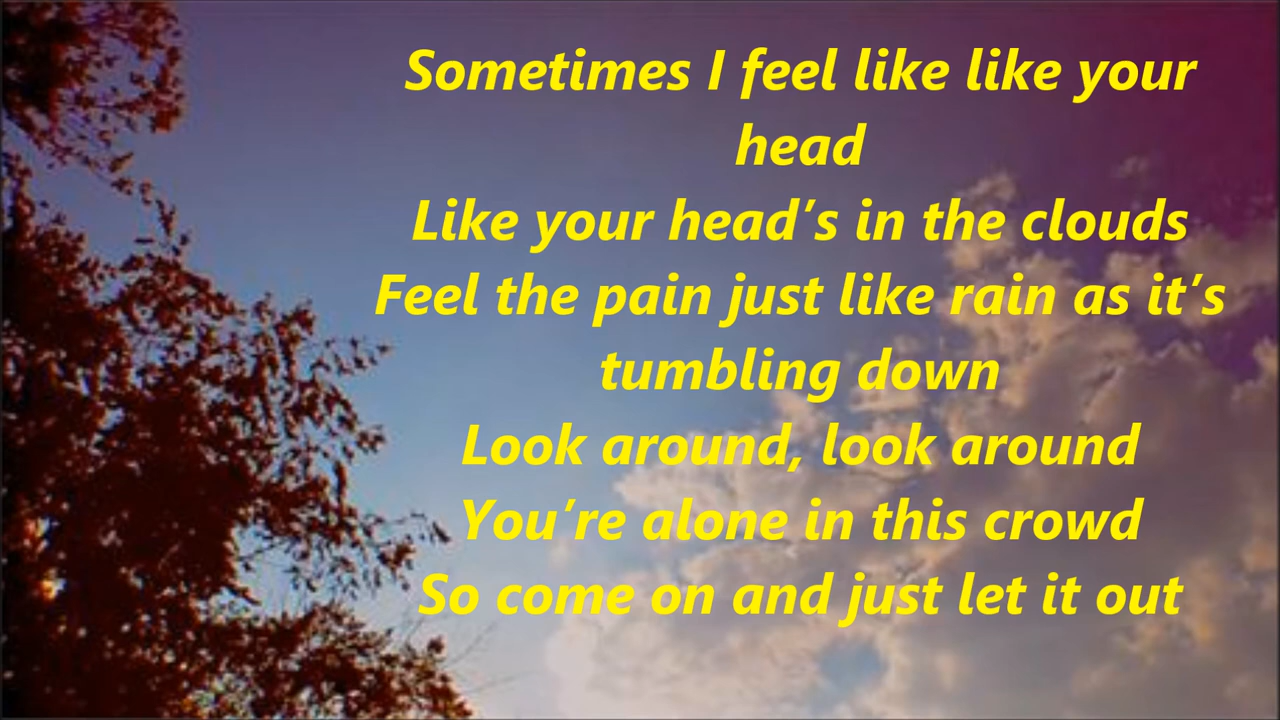 Sometimes I feel like like your
head
Like your head’s in the clouds
Feel the pain just like rain as it’s
tumbling down
Look around, look around
You’re alone in this crowd
So come on and just let it out